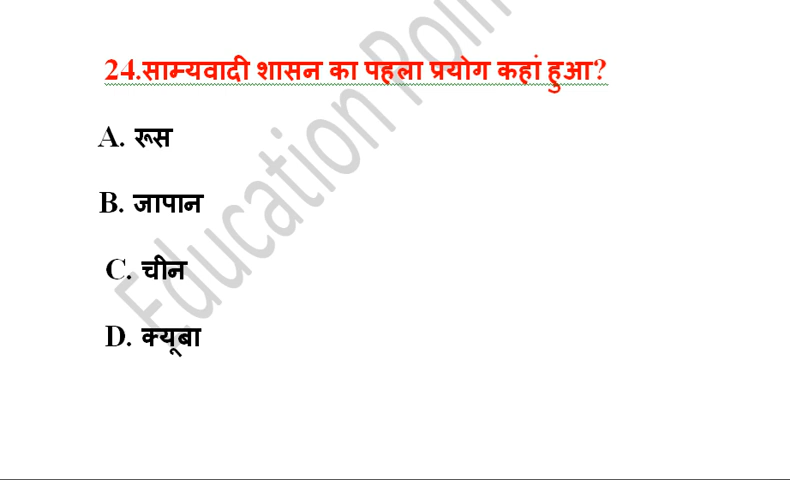 24.साम्यवादी शासन का पहला प्रयोग कहां हुआ?
A. रूस
B. जापान
C. चीन
D. क्यूबा
Education Point